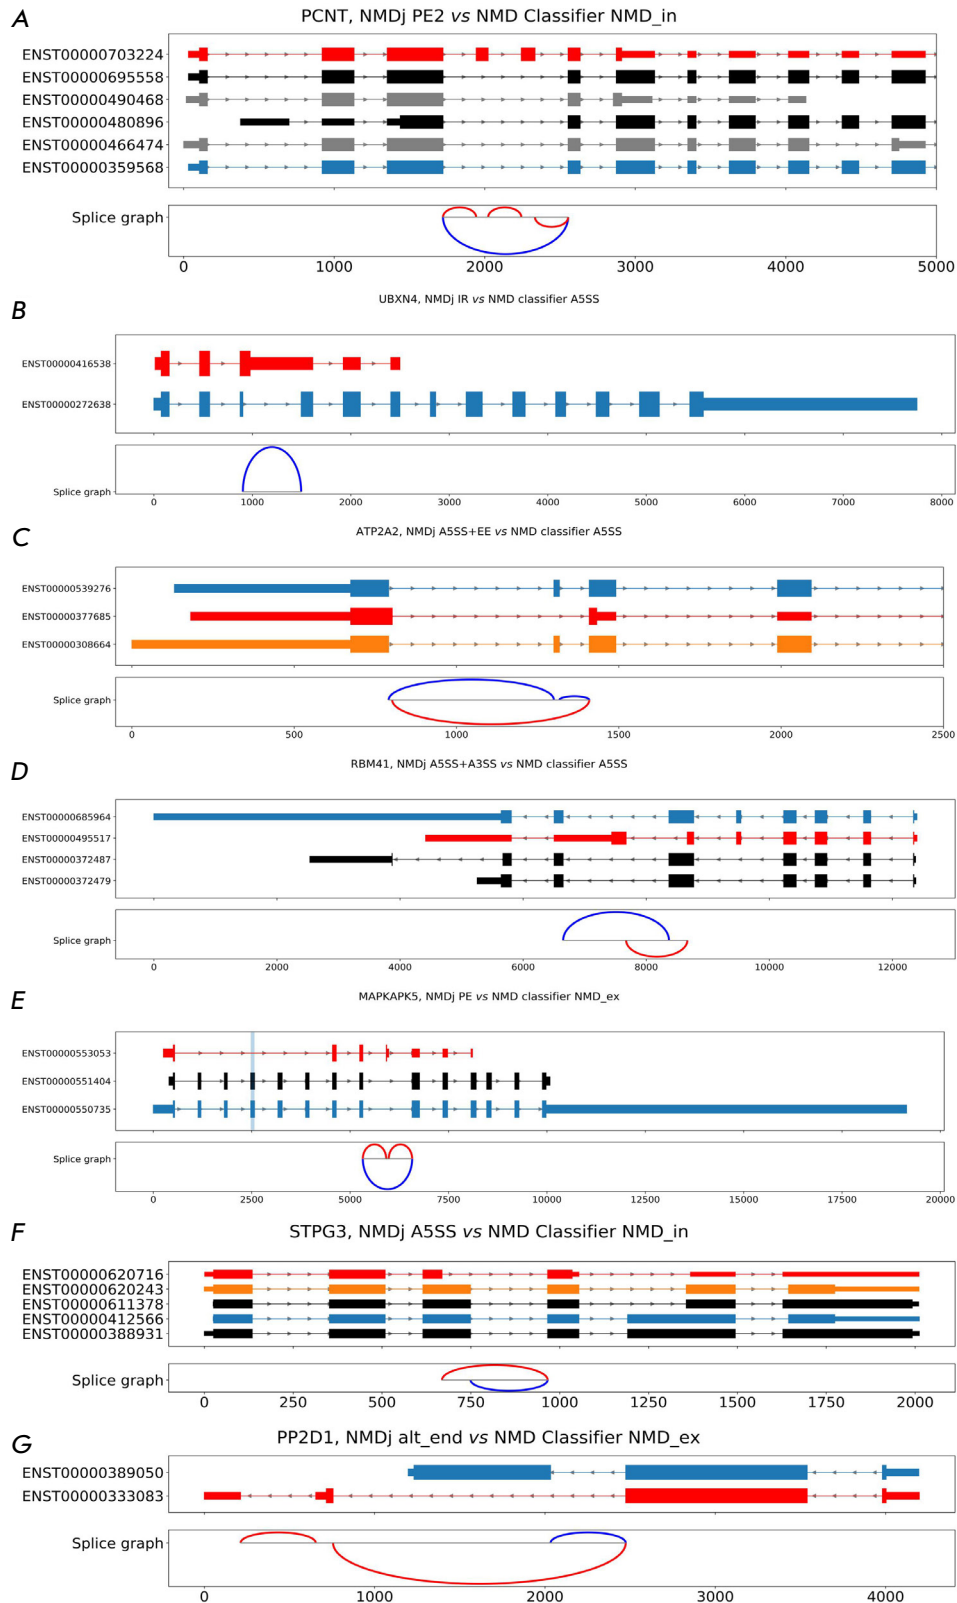 A
PCNT, NMDj PE2 vs NMD Classifier NMD_in
ENST00000703224
ENST00000695558
ENST00000490468
ENST00000480896
ENST00000466474
ENST00000359568
Splice graph
0 1000 2000 3000 4000 5000
B
UBXN4, NMDj IR vs NMD classifier A5SS
ENST00000416538
ENST00000272638
Splice graph
0 1000 2000 3000 4000 5000 6000 7000 8000
C
ATP2A2, NMDj A5SS+EE vs NMD classifier A5SS
ENST00000539276
ENST00000377685
ENST00000308664
Splice graph
0 500 1000 1500 2000 2500
D
RBM41, NMDj A5SS+A3SS vs NMD classifier A5SS
ENST00000685964
ENST00000495517
ENST00000372487
ENST00000372479
Splice graph
0 2000 4000 6000 8000 10000 12000
E
MAPKAPK5, NMDj PE vs NMD classifier NMD_ex
ENST00000553053
ENST00000551404
ENST00000550735
Splice graph
0 2500 5000 7500 10000 12500 15000 17500 20000
F
STPG3, NMDj A5SS vs NMD Classifier NMD_in
ENST00000620716
ENST00000620243
ENST00000611378
ENST00000412566
ENST00000388931
Splice graph
0 250 500 750 1000 1250 1500 1750 2000
G
PP2D1, NMDj alt_end vs NMD Classifier NMD_ex
ENST00000389050
ENST00000333083
Splice graph
0 1000 2000 3000 4000